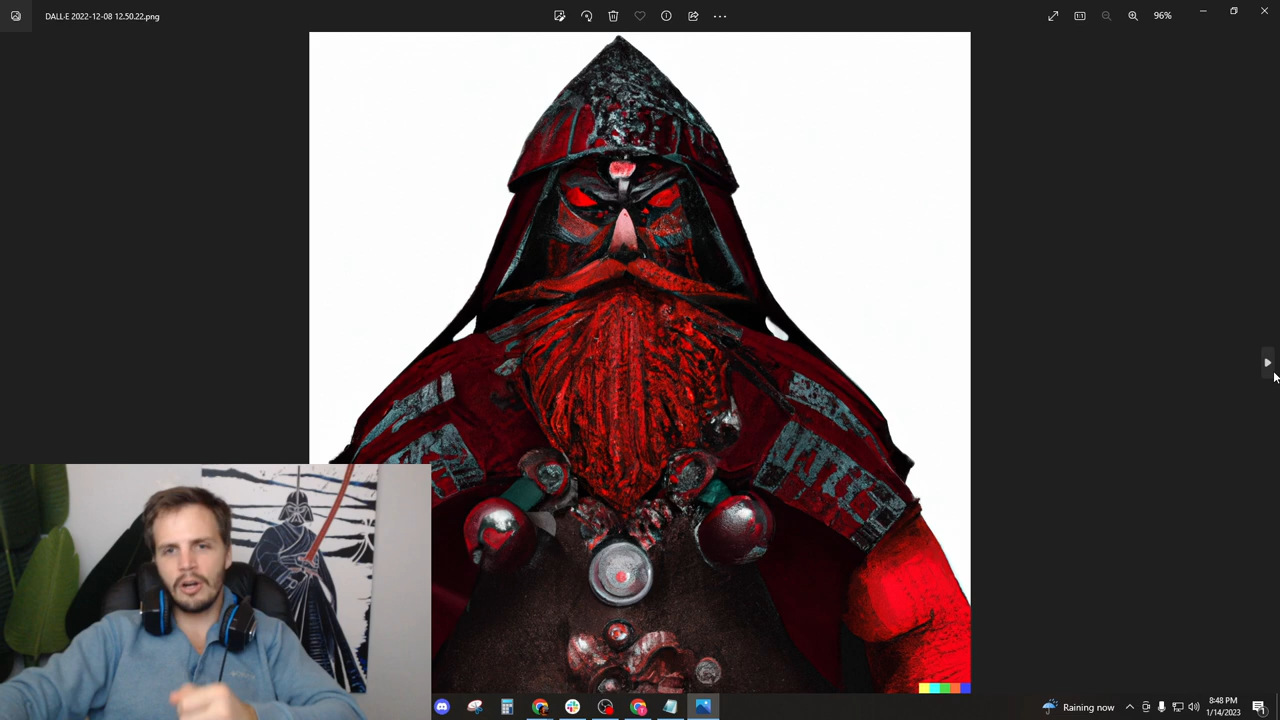 DALL·E 2022-12-08 12.50.22.png
96%
Raining now
8:48 PM
1/14/2023